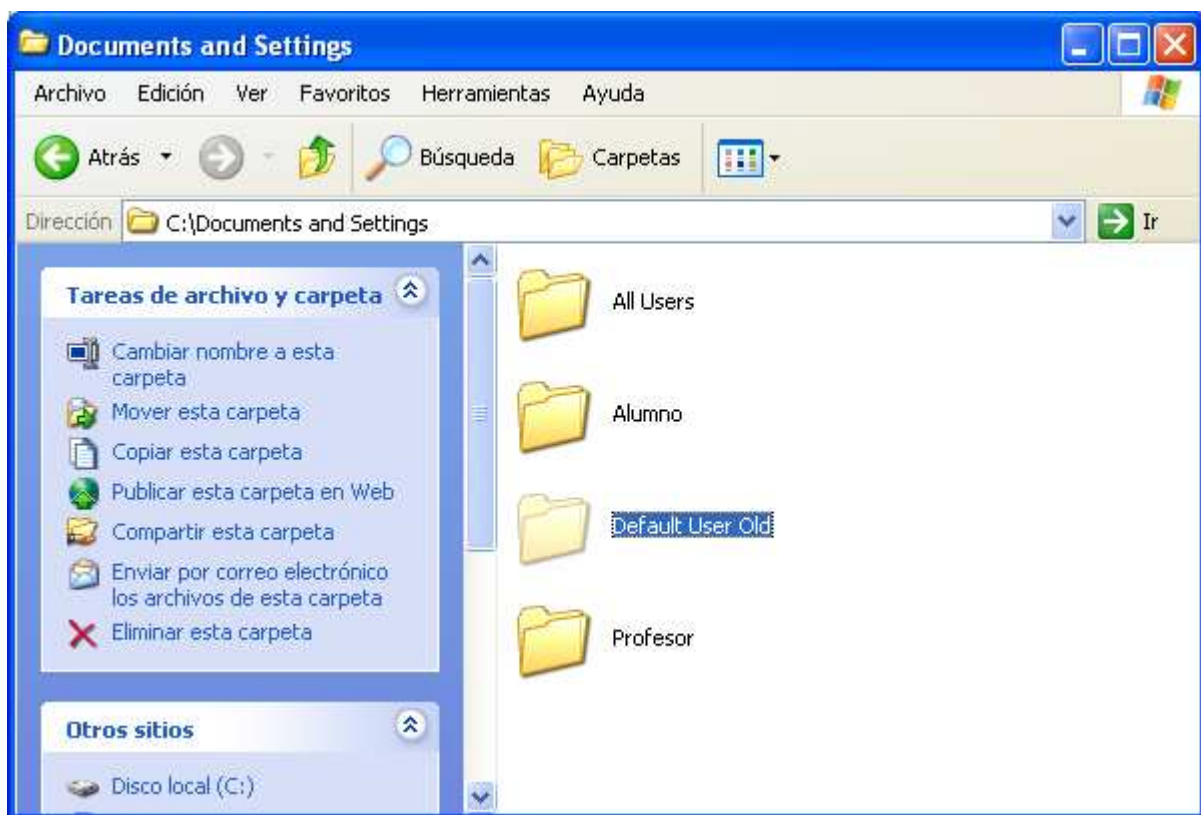 Documents and Settings
Archivo Edición Ver Favoritos Herramientas Ayuda
Atrás Búsqueda Carpetas
Dirección C:\Documents and Settings Ir
Tareas de archivo y carpeta
Cambiar nombre a esta
carpeta
Mover esta carpeta
Copiar esta carpeta
Publicar esta carpeta en Web
Compartir esta carpeta
Enviar por correo electrónico
los archivos de esta carpeta
Eliminar esta carpeta
Otros sitios
Disco local (C:)
All Users
Alumno
Default User Old
Profesor